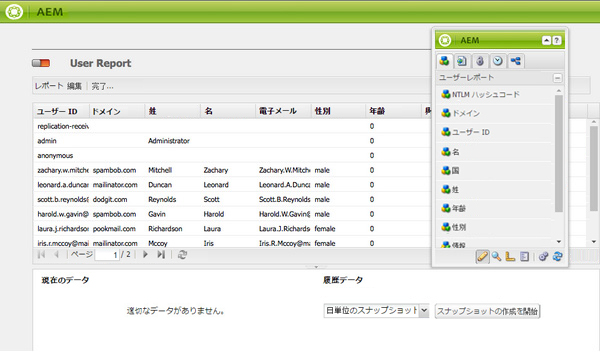 AEM
User Report
レポート 編集 | 完了...
ユーザー ID ドメイン 姓 名 電子メール 性別 年齢
replication-receiv 0
admin Administrator 0
anonymous 0
zachary.w.mitche spambob.com Mitchell Zachary Zachary.W.Mitchell male 0
leonard.a.duncan mailinator.com Duncan Leonard Leonard.A.Duncan male 0
scott.b.reynolds( dodgit.com Reynolds Scott Scott.B.Reynolds male 0
harold.w.gavin@ spambob.com Gavin Harold Harold.W.Gavin@ male 0
laura.j.richardso pookmail.com Richardson Laura Laura.J.Richardso female 0
iris.r.mccoy@mai mailinator.com Mccoy Iris Iris.R.Mccoy@mai female 0
ページ 1 / 2
現在のデータ
適切なデータがありません。
履歴データ
日単位のスナップショット スナップショットの作成を開始
AEM
ユーザーレポート
NTLM ハッシュコード
ドメイン
ユーザー ID
名
国
姓
年齢
性別
情報